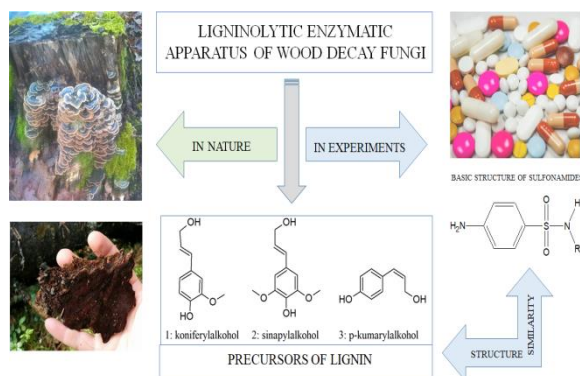 LIGNINOLYTIC ENZYMATIC
APPARATUS OF WOOD DECAY FUNGI
IN NATURE
IN EXPERIMENTS
BASIC STRUCTURE OF SULFONAMIDES
H₂N
O
S
O
N
H
R
OH
O
HO
1: koniferylalkohol
OH
O
O
OH
2: sinapylalkohol
HO
OH
3: p-kumarylalkohol
PRECURSORS OF LIGNIN
STRUCTURE
SIMILARITY